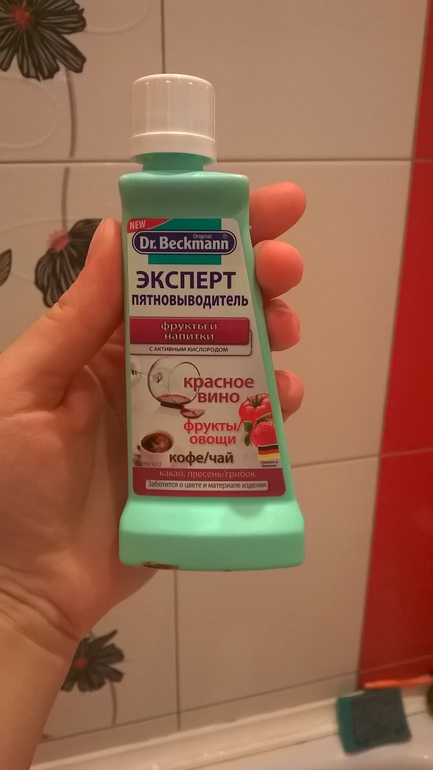 NEW
Original
Dr. Beckmann
ЭКСПЕРТ
ПЯТНОВЫВОДИТЕЛЬ
фрукты и
напитки
С АКТИВНЫМ КИСЛОРОДОМ
красное
вино
фрукты/
овощи
кофе/чай
какао, пресень/грибок
Заботится о цвете и материале изделия